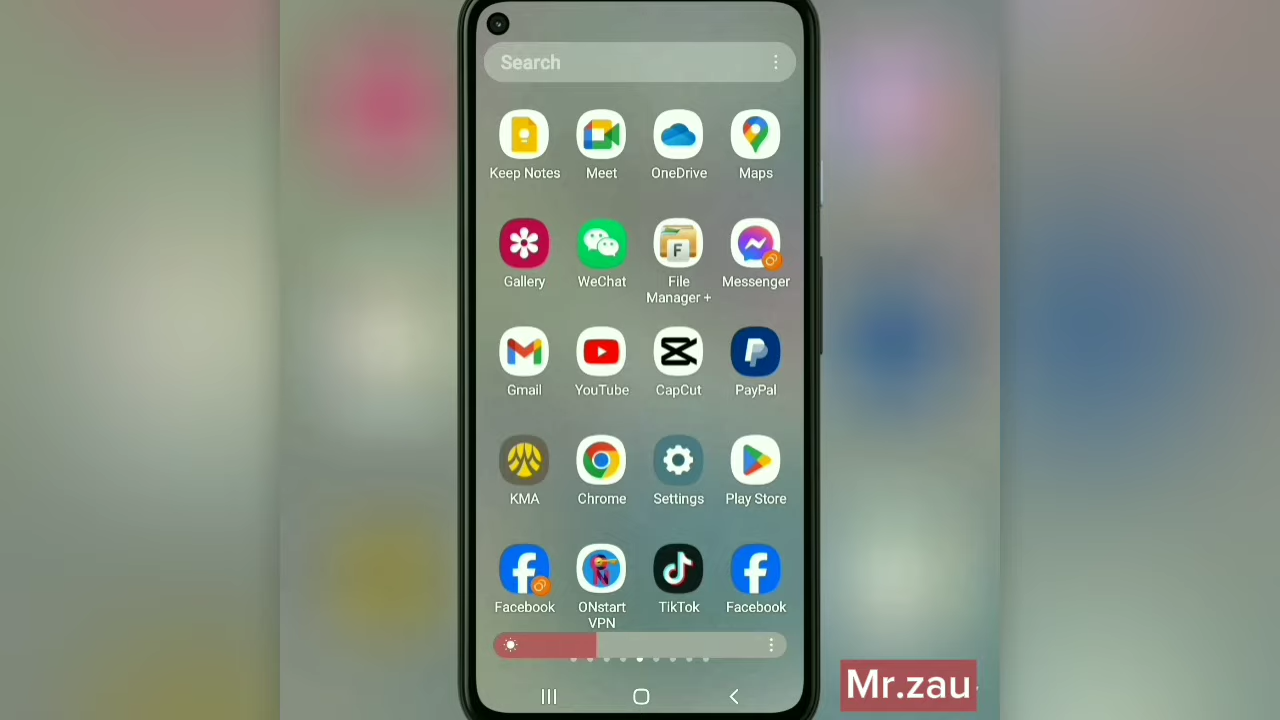 Search
Keep Notes
Meet
OneDrive
Maps
Gallery
WeChat
F
File
Manager +
Messenger
Gmail
YouTube
CapCut
PayPal
KMA
Chrome
Settings
Play Store
Facebook
ONstart
VPN
TikTok
Facebook
Mr.zau